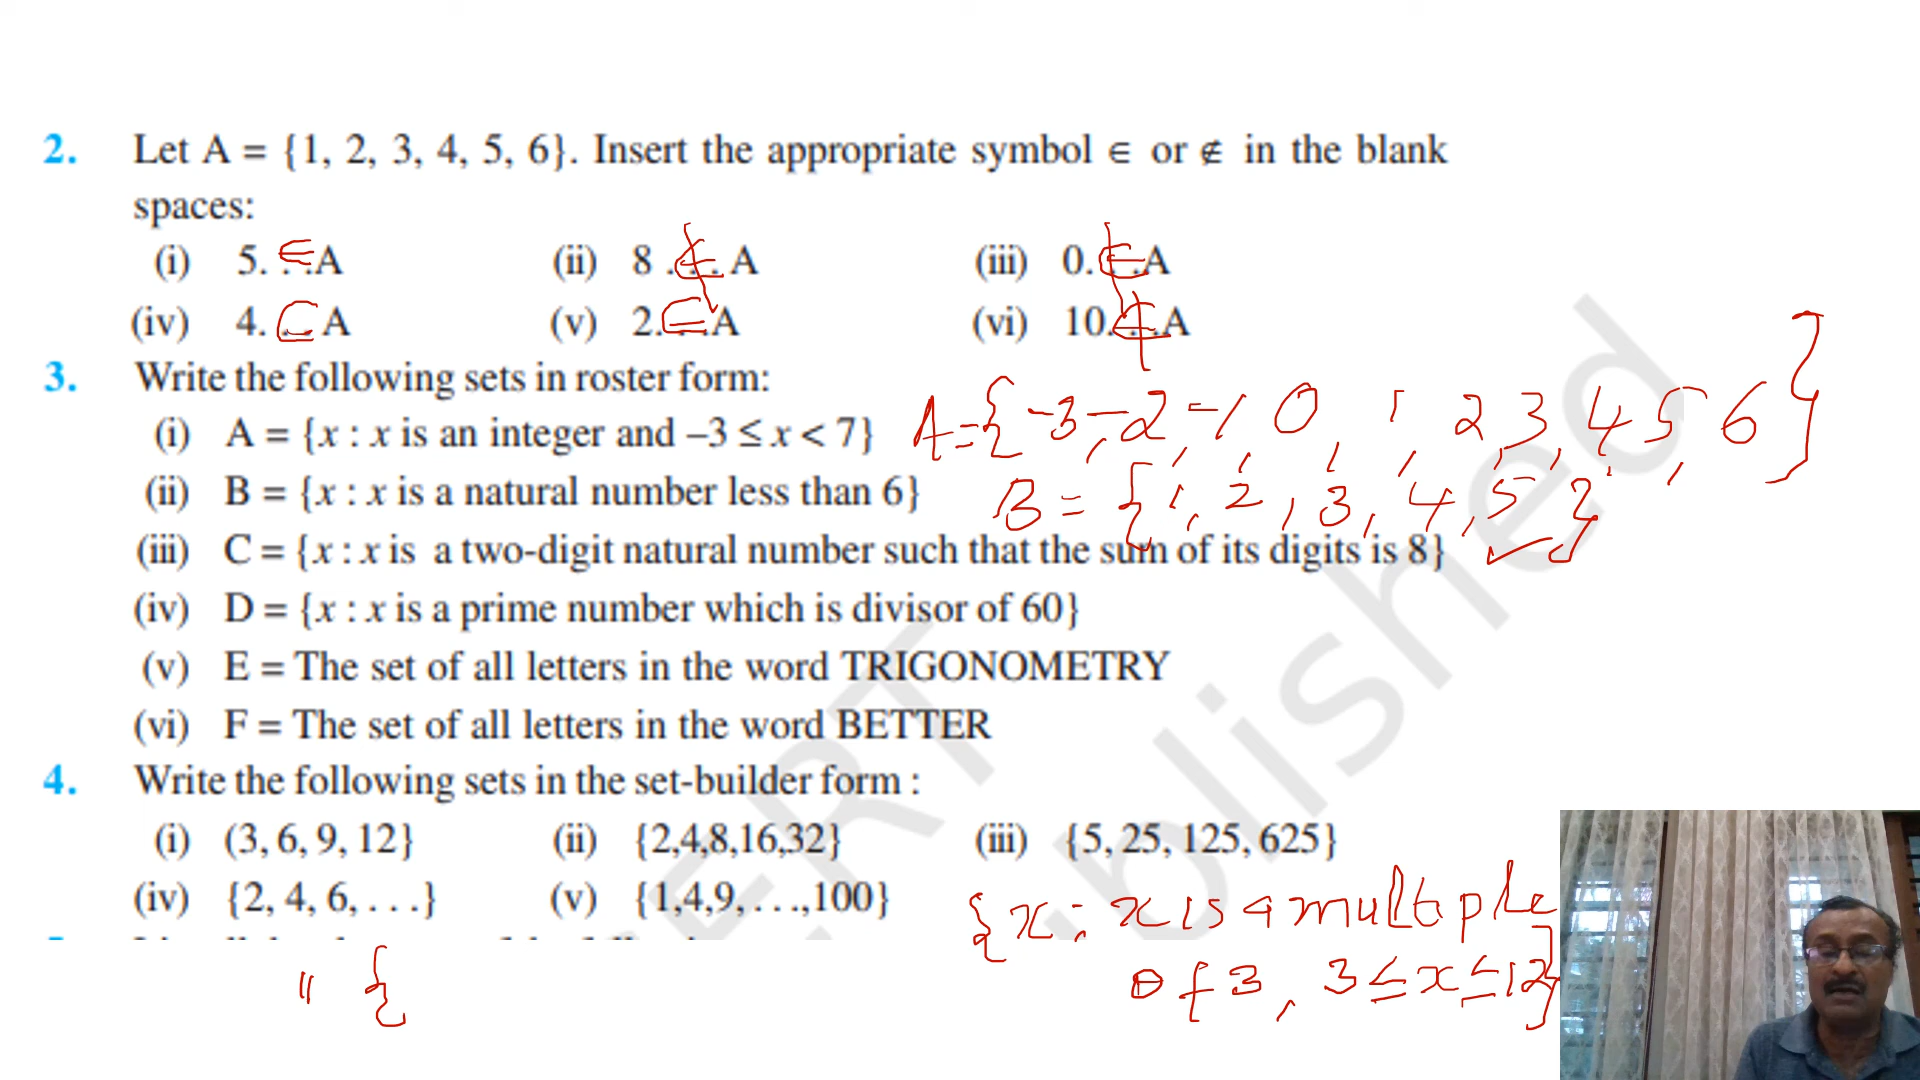 2. Let A = {1, 2, 3, 4, 5, 6}. Insert the appropriate symbol ∈ or ∉ in the blank
spaces:
(i) 5. ∈ .A (ii) 8 . ∉ . A (iii) 0. ∉ .A
(iv) 4. ∈ A (v) 2. ∈ .A (vi) 10. ∉ .A
3. Write the following sets in roster form:
(i) A = {x : x is an integer and –3 ≤ x < 7} A = {-3, -2, -1, 0, 1, 2, 3, 4, 5, 6}
(ii) B = {x : x is a natural number less than 6} B = {1, 2, 3, 4, 5}
(iii) C = {x : x is a two-digit natural number such that the sum of its digits is 8}
(iv) D = {x : x is a prime number which is divisor of 60}
(v) E = The set of all letters in the word TRIGONOMETRY
(vi) F = The set of all letters in the word BETTER
4. Write the following sets in the set-builder form :
(i) (3, 6, 9, 12} (ii) {2,4,8,16,32} (iii) {5, 25, 125, 625}
(iv) {2, 4, 6, . . .} (v) {1,4,9, . . .,100}
{x : x is a multiple
of 3, 3 ≤ x ≤ 12}
11 {